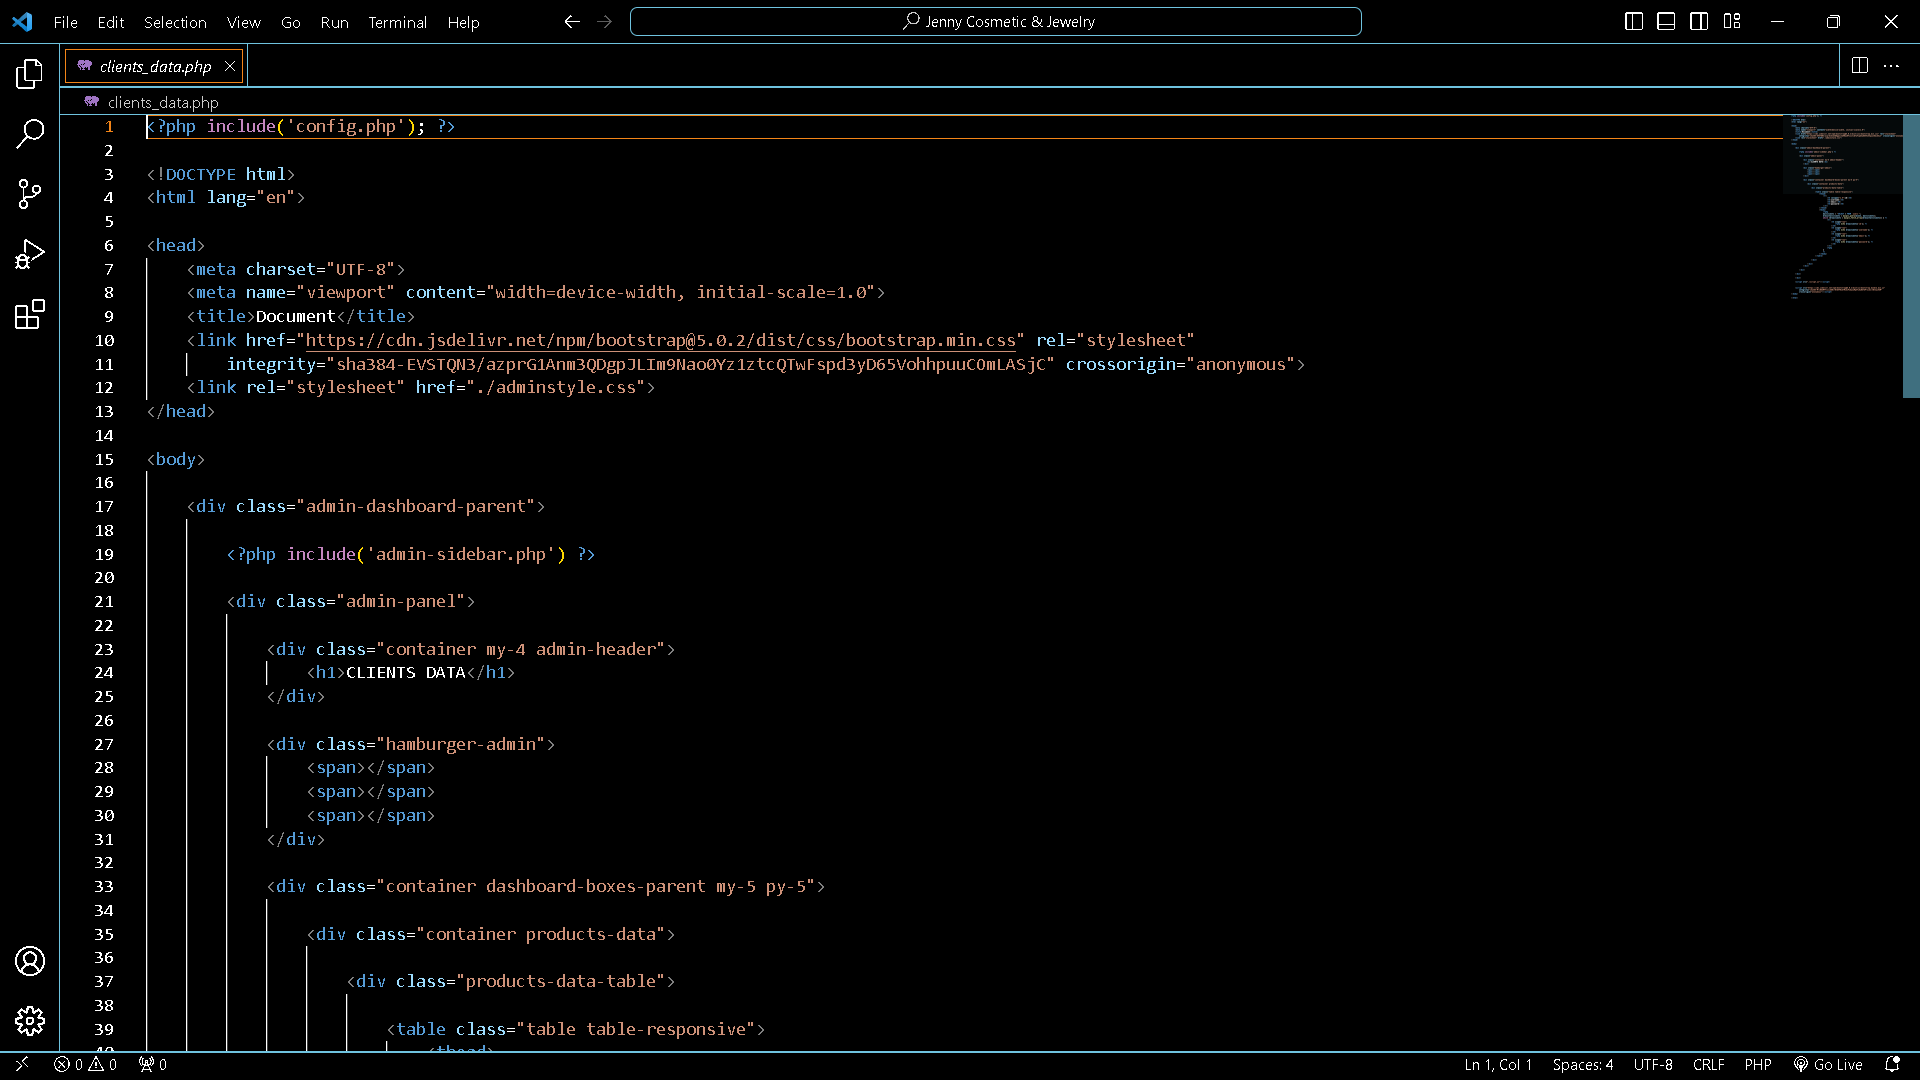 File Edit Selection View Go Run Terminal Help
Jenny Cosmetic & Jewelry
clients_data.php
clients_data.php
1 <?php include('config.php'); ?>
2
3 <!DOCTYPE html>
4 <html lang="en">
5
6 <head>
7 <meta charset="UTF-8">
8 <meta name="viewport" content="width=device-width, initial-scale=1.0">
9 <title>Document</title>
10 <link href="https://cdn.jsdelivr.net/npm/bootstrap@5.0.2/dist/css/bootstrap.min.css" rel="stylesheet"
11 integrity="sha384-EVSTQN3/azprG1Anm3QDgpJLIm9Nao0Yz1ztcQTwFspd3yD65VohhpuuCOmLASjC" crossorigin="anonymous">
12 <link rel="stylesheet" href="./adminstyle.css">
13 </head>
14
15 <body>
16
17 <div class="admin-dashboard-parent">
18
19 <?php include('admin-sidebar.php') ?>
20
21 <div class="admin-panel">
22
23 <div class="container my-4 admin-header">
24 <h1>CLIENTS DATA</h1>
25 </div>
26
27 <div class="hamburger-admin">
28 <span></span>
29 <span></span>
30 <span></span>
31 </div>
32
33 <div class="container dashboard-boxes-parent my-5 py-5">
34
35 <div class="container products-data">
36
37 <div class="products-data-table">
38
39 <table class="table table-responsive">
40 <thead>
0 0 0 Ln 1, Col 1 Spaces: 4 UTF-8 CRLF PHP Go Live